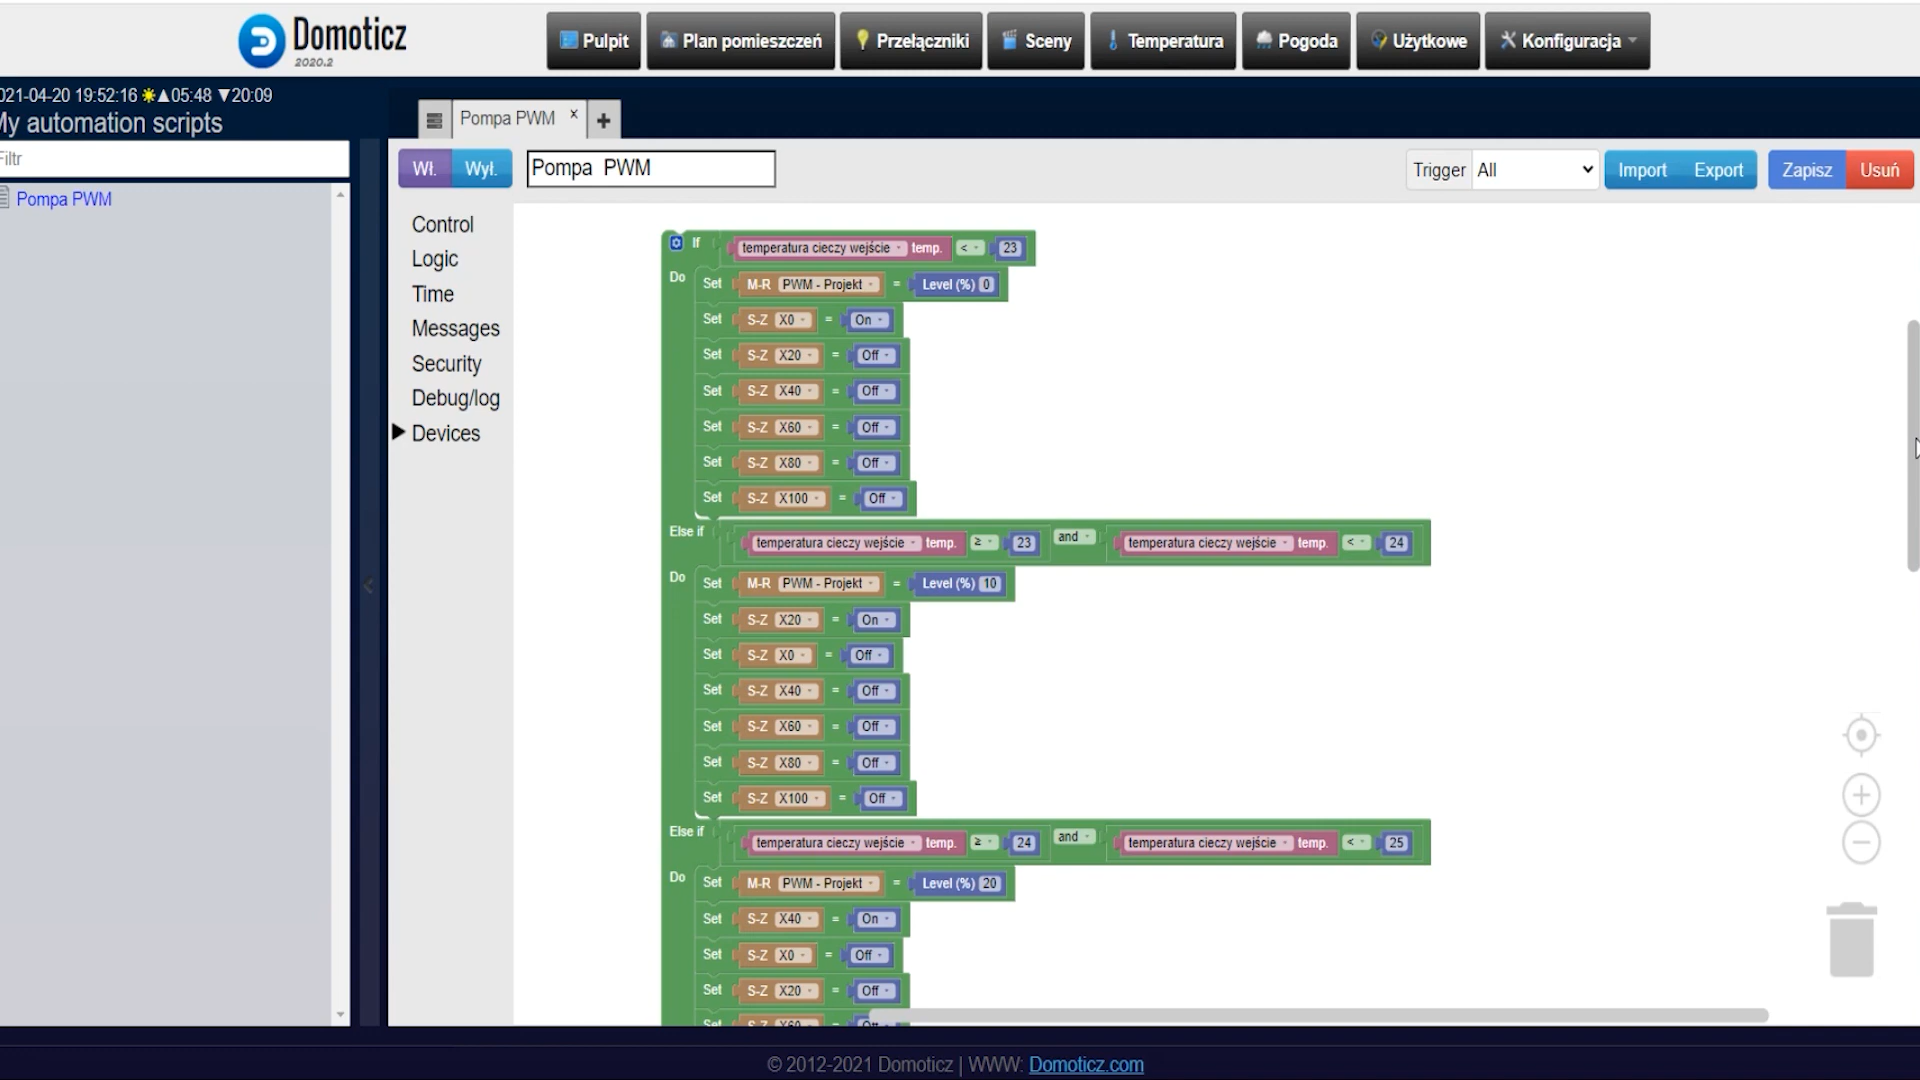 Domoticz
2020.2
Pulpit
Plan pomieszczeń
Przełączniki
Sceny
Temperatura
Pogoda
Użytkowe
Konfiguracja
021-04-20 19:52:16 ☀▲05:48 ▼20:09
My automation scripts
Filtr
Pompa PWM
Pompa PWM x
+
Wł. Wył. Pompa PWM
Trigger All Import Export Zapisz Usuń
Control
Logic
Time
Messages
Security
Debug/log
Devices
If temperatura cieczy wejście temp. < 23
Do Set M-R PWM - Projekt = Level (%) 0
Set S-Z X0 = On
Set S-Z X20 = Off
Set S-Z X40 = Off
Set S-Z X60 = Off
Set S-Z X80 = Off
Set S-Z X100 = Off
Else if temperatura cieczy wejście temp. ≥ 23 and temperatura cieczy wejście temp. < 24
Do Set M-R PWM - Projekt = Level (%) 10
Set S-Z X20 = On
Set S-Z X0 = Off
Set S-Z X40 = Off
Set S-Z X60 = Off
Set S-Z X80 = Off
Set S-Z X100 = Off
Else if temperatura cieczy wejście temp. ≥ 24 and temperatura cieczy wejście temp. < 25
Do Set M-R PWM - Projekt = Level (%) 20
Set S-Z X40 = On
Set S-Z X0 = Off
Set S-Z X20 = Off
Set S-Z X60 = Off
© 2012-2021 Domoticz | WWW: Domoticz.com